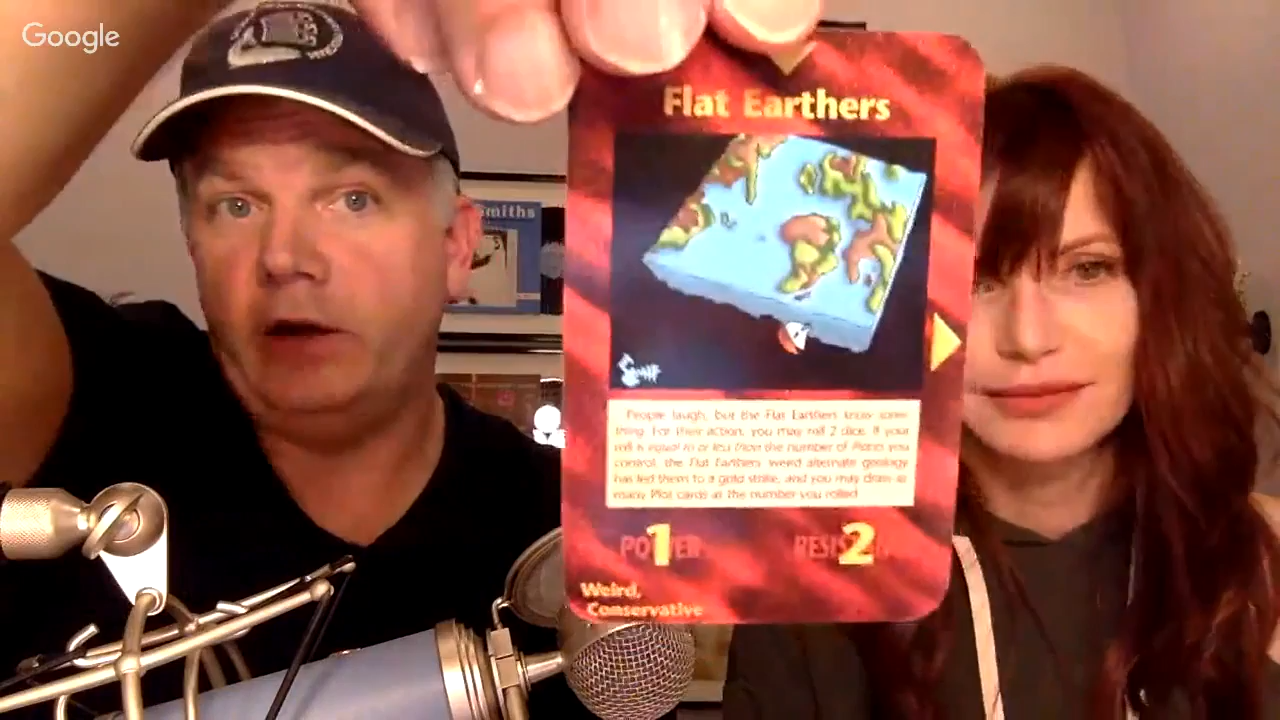 Google
smiths
Flat Earthers
People laugh, but the Flat Earthers know some-
thing. For their action, you may roll 2 dice. If your
roll is equal to or less than the number of Plots you
control, the Flat Earthers' weird alternate geology
has led them to a gold strike, and you may draw as
many Plot cards as the number you rolled.
POWER 1
RESIS 2
Weird,
Conservative